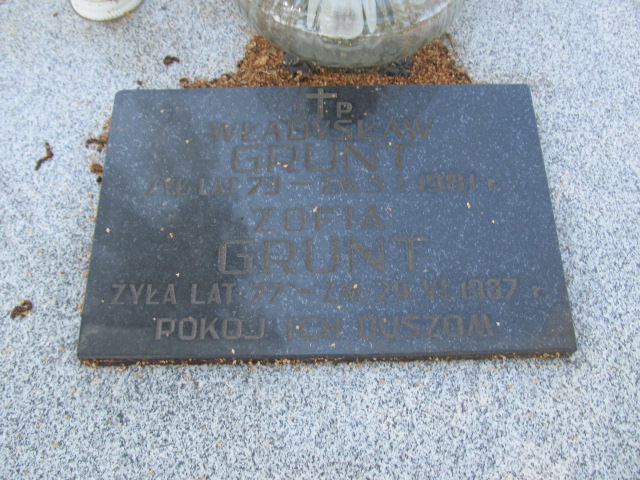 Ś†P
WŁADYSŁAW
GRUNT
ŻYŁ LAT 79 - ZM. 3 I 1981 r.
ZOFIA
GRUNT
ŻYŁA LAT 77 - ZM. 29 VI 1987 r.
POKÓJ ICH DUSZOM